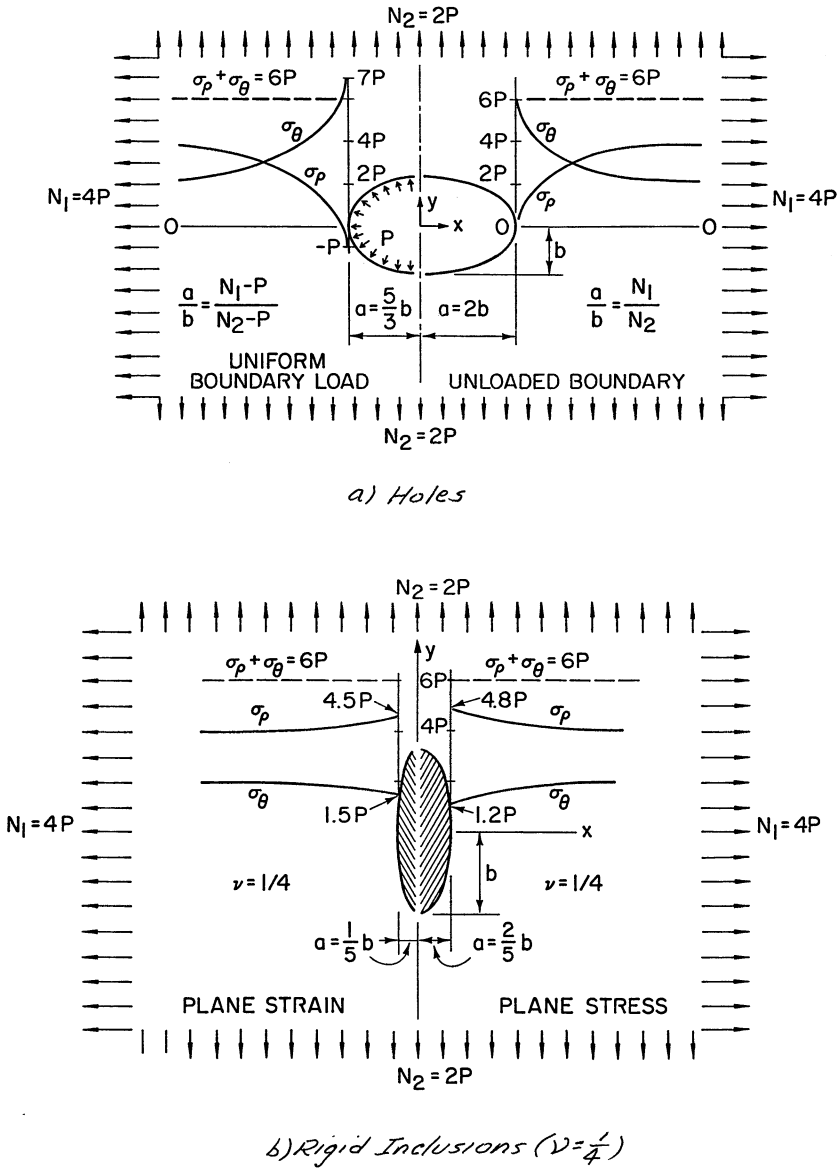 N₂=2P
σρ+σθ=6P
7P
σρ+σθ=6P
6P
σθ
σθ
4P
4P
σρ
2P
2P
σρ
N₁=4P
N₁=4P
y
O
x
O
O
P
-P
b
a/b = (N₁-P)/(N₂-P)
a=5/3 b
a=2b
a/b = N₁/N₂
UNIFORM
BOUNDARY LOAD
UNLOADED BOUNDARY
N₂=2P
a) Holes
N₂=2P
y
σρ+σθ=6P
6P
σρ+σθ=6P
4.5P
4.8P
σρ
4P
σρ
σθ
σθ
1.5P
1.2P
N₁=4P
x
N₁=4P
b
ν=1/4
ν=1/4
a=1/5 b
a=2/5 b
PLANE STRAIN
PLANE STRESS
N₂=2P
b) Rigid Inclusions (ν=1/4)